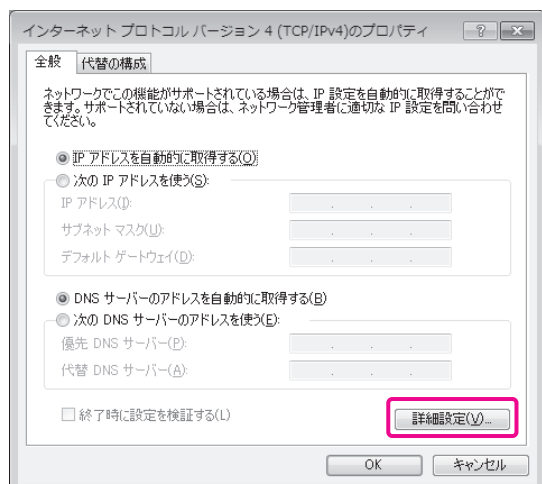 インターネット プロトコル バージョン 4 (TCP/IPv4)のプロパティ
全般
代替の構成
ネットワークでこの機能がサポートされている場合は、IP 設定を自動的に取得することがで
きます。サポートされていない場合は、ネットワーク管理者に適切な IP 設定を問い合わせ
てください。
IP アドレスを自動的に取得する(O)
次の IP アドレスを使う(S):
IP アドレス(I):
サブネット マスク(U):
デフォルト ゲートウェイ(D):
DNS サーバーのアドレスを自動的に取得する(B)
次の DNS サーバーのアドレスを使う(E):
優先 DNS サーバー(P):
代替 DNS サーバー(A):
終了時に設定を検証する(L)
詳細設定(V)...
OK
キャンセル